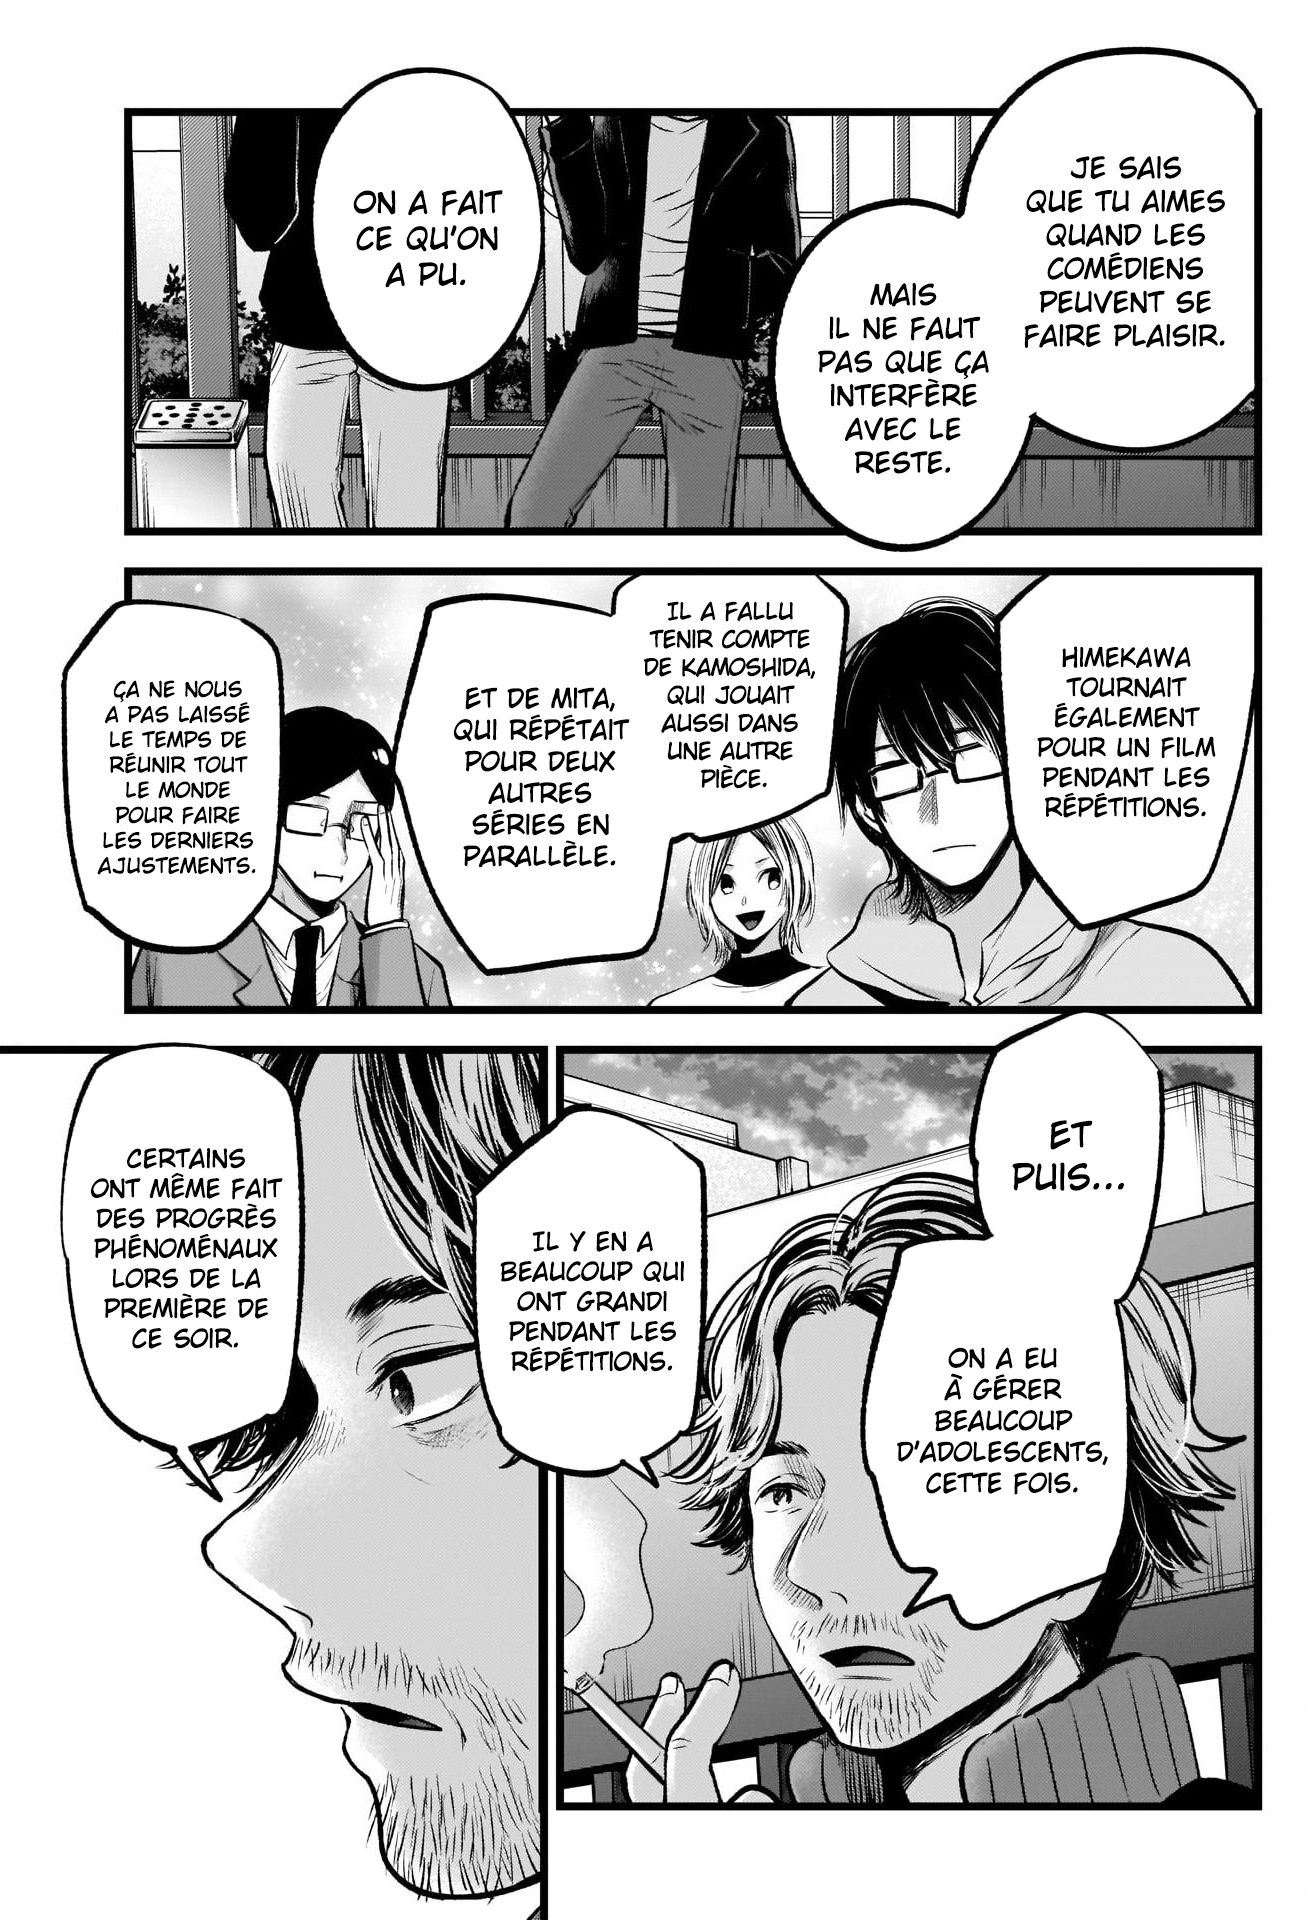 JE SAIS
QUE TU AIMES
QUAND LES
COMÉDIENS
PEUVENT SE
FAIRE PLAISIR.
MAIS
IL NE FAUT
PAS QUE ÇA
INTERFÈRE
AVEC LE
RESTE.
ON A FAIT
CE QU'ON
A PU.
HIMEKAWA
TOURNAIT
ÉGALEMENT
POUR UN FILM
PENDANT LES
RÉPÉTITIONS.
IL A FALLU
TENIR COMPTE
DE KAMOSHIDA,
QUI JOUAIT
AUSSI DANS
UNE AUTRE
PIÈCE.
ET DE MITA,
QUI RÉPÉTAIT
POUR DEUX
AUTRES
SÉRIES EN
PARALLÈLE.
ÇA NE NOUS
A PAS LAISSÉ
LE TEMPS DE
RÉUNIR TOUT
LE MONDE
POUR FAIRE
LES DERNIERS
AJUSTEMENTS.
ET
PUIS...
ON A EU
À GÉRER
BEAUCOUP
D'ADOLESCENTS,
CETTE FOIS.
IL Y EN A
BEAUCOUP QUI
ONT GRANDI
PENDANT LES
RÉPÉTITIONS.
CERTAINS
ONT MÊME FAIT
DES PROGRÈS
PHÉNOMÉNAUX
LORS DE LA
PREMIÈRE DE
CE SOIR.